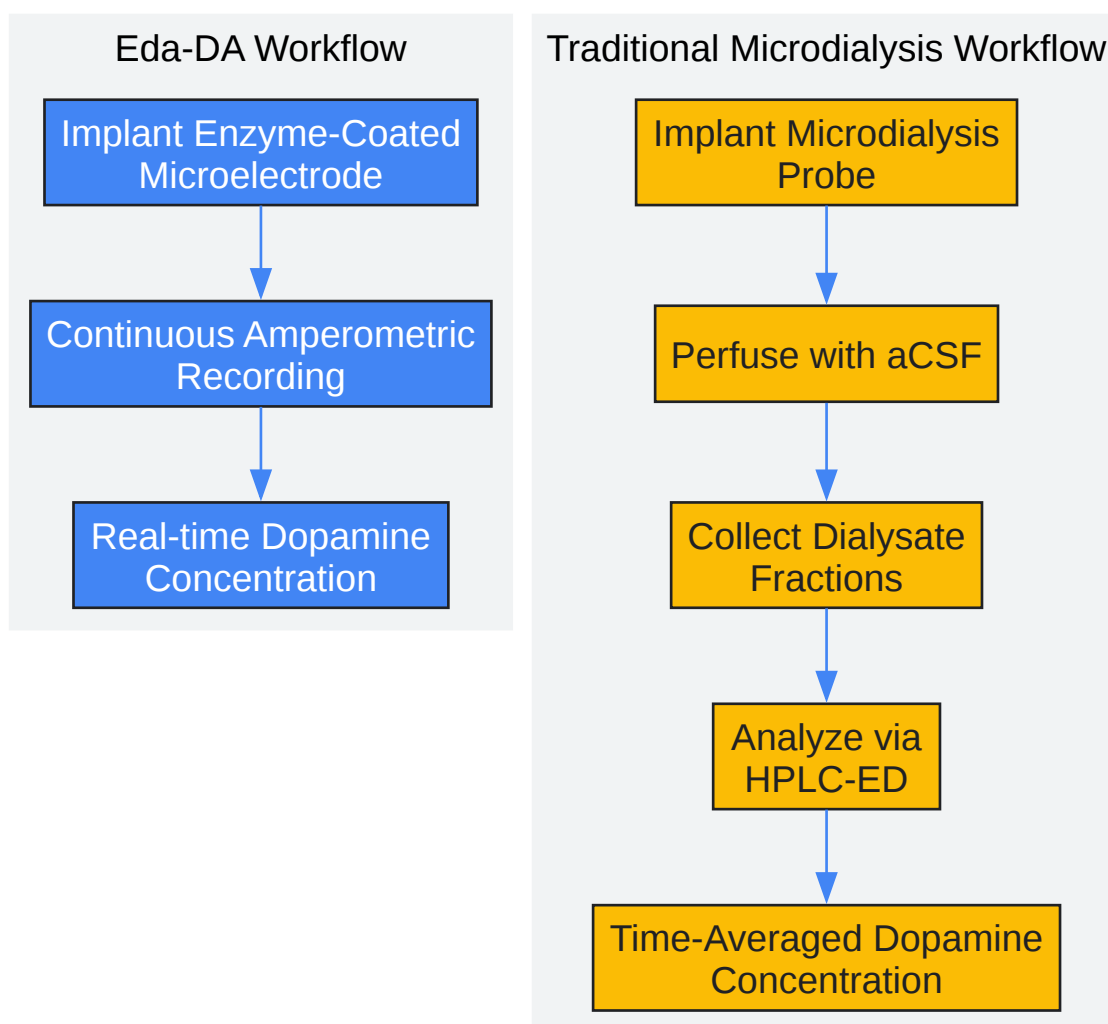 Eda-DA Workflow
Implant Enzyme-Coated
Microelectrode
Continuous Amperometric
Recording
Real-time Dopamine
Concentration
Traditional Microdialysis Workflow
Implant Microdialysis
Probe
Perfuse with aCSF
Collect Dialysate
Fractions
Analyze via
HPLC-ED
Time-Averaged Dopamine
Concentration